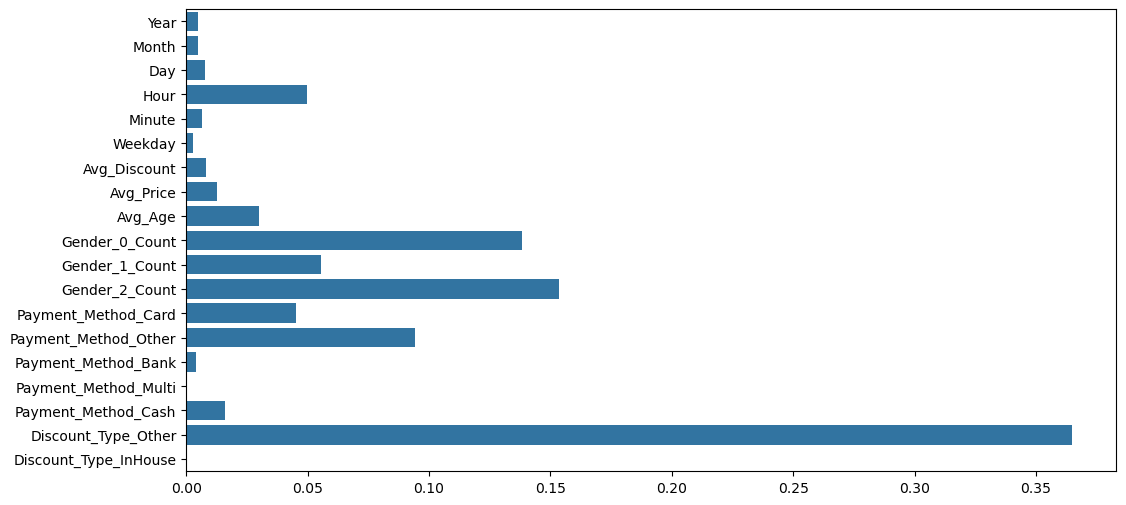 Year
Month
Day
Hour
Minute
Weekday
Avg_Discount
Avg_Price
Avg_Age
Gender_0_Count
Gender_1_Count
Gender_2_Count
Payment_Method_Card
Payment_Method_Other
Payment_Method_Bank
Payment_Method_Multi
Payment_Method_Cash
Discount_Type_Other
Discount_Type_InHouse
0.00 0.05 0.10 0.15 0.20 0.25 0.30 0.35